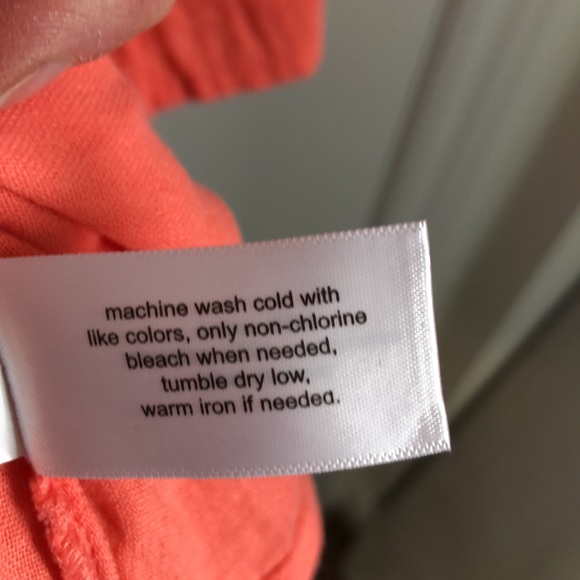 machine wash cold with
like colors, only non-chlorine
bleach when needed,
tumble dry low,
warm iron if needed.